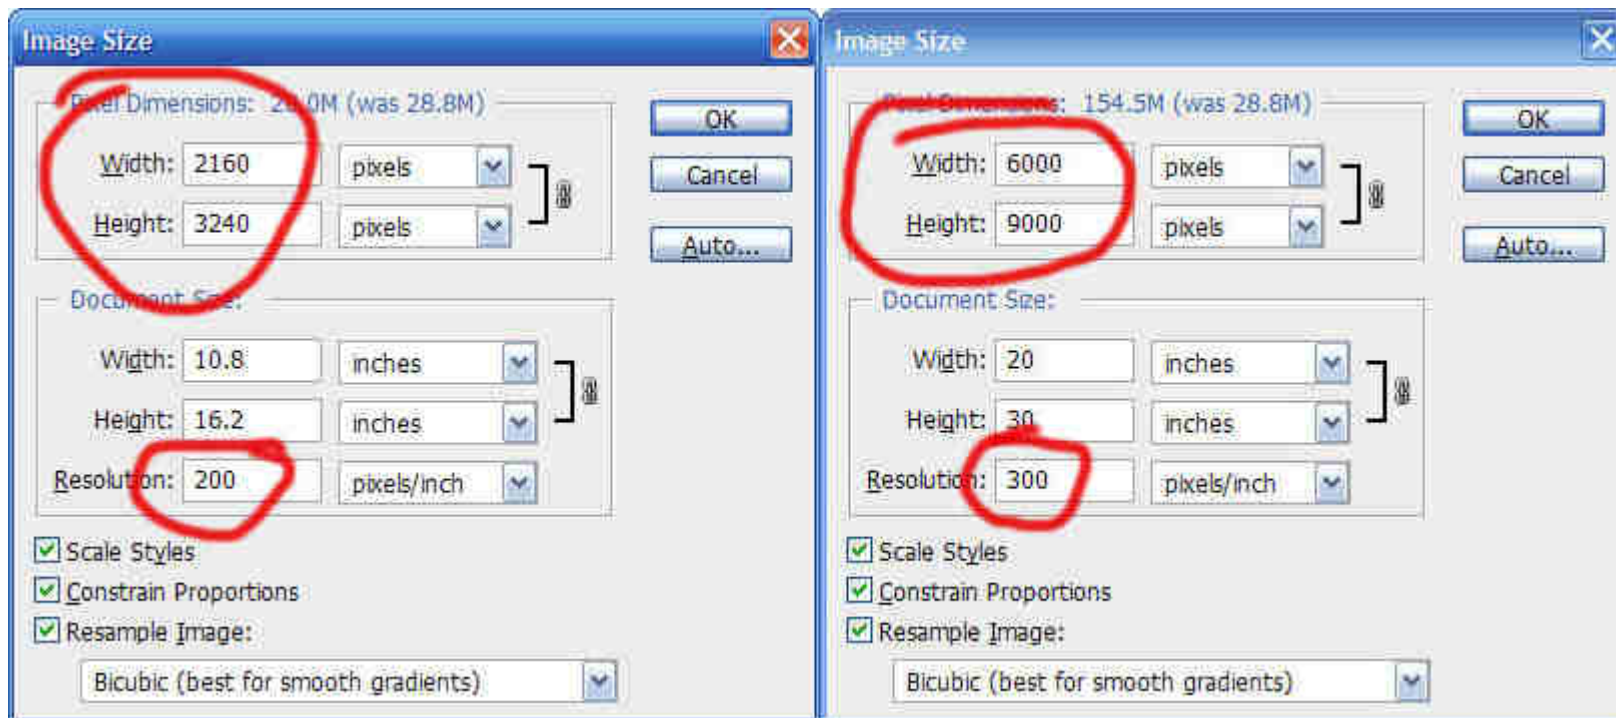 Image Size
Pixel Dimensions: 20.0M (was 28.8M)
Width: 2160 pixels
Height: 3240 pixels
OK
Cancel
Auto...
Document Size:
Width: 10.8 inches
Height: 16.2 inches
Resolution: 200 pixels/inch
Scale Styles
Constrain Proportions
Resample Image:
Bicubic (best for smooth gradients)
Image Size
Pixel Dimensions: 154.5M (was 28.8M)
Width: 6000 pixels
Height: 9000 pixels
OK
Cancel
Auto...
Document Size:
Width: 20 inches
Height: 30 inches
Resolution: 300 pixels/inch
Scale Styles
Constrain Proportions
Resample Image:
Bicubic (best for smooth gradients)